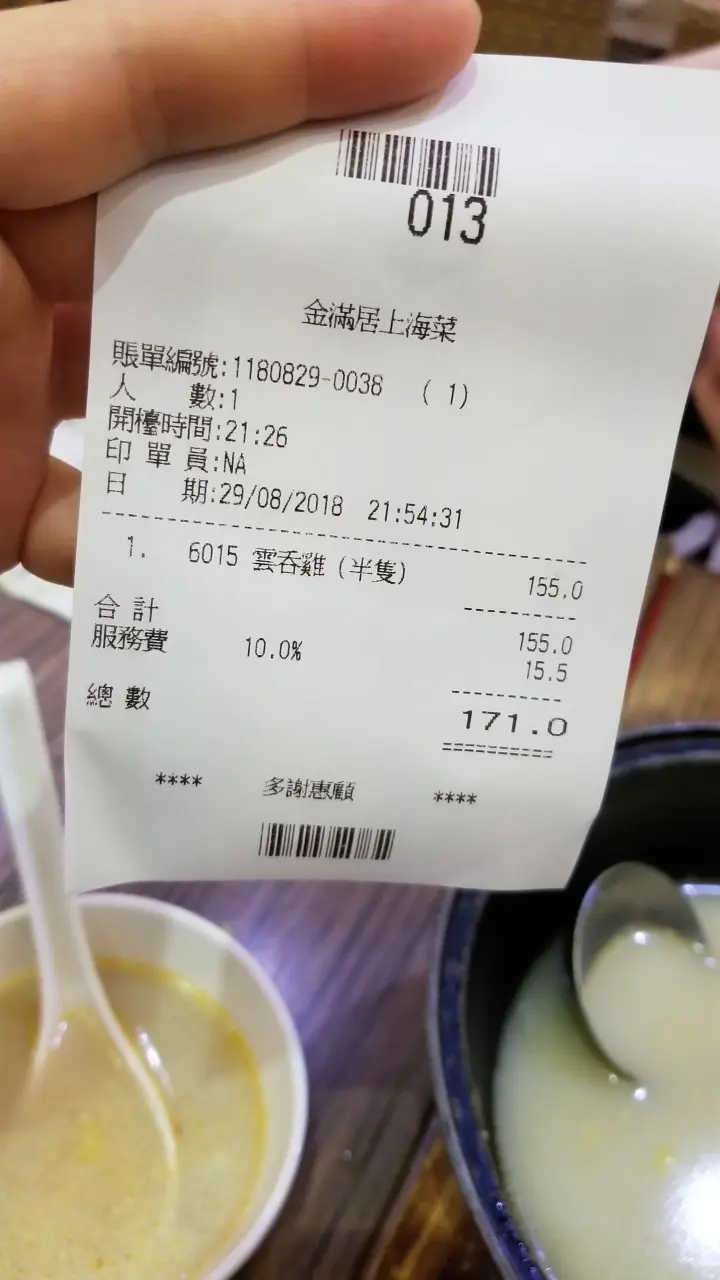 013
金滿居上海菜
賬單編號:1180829-0038 ( 1)
人 數:1
開檯時間:21:26
印 單 員:NA
日 期:29/08/2018 21:54:31
1. 6015 雲吞雞 (半隻) 155.0
合 計 155.0
服務費 10.0% 15.5
總 數 171.0
**** 多謝惠顧 ****